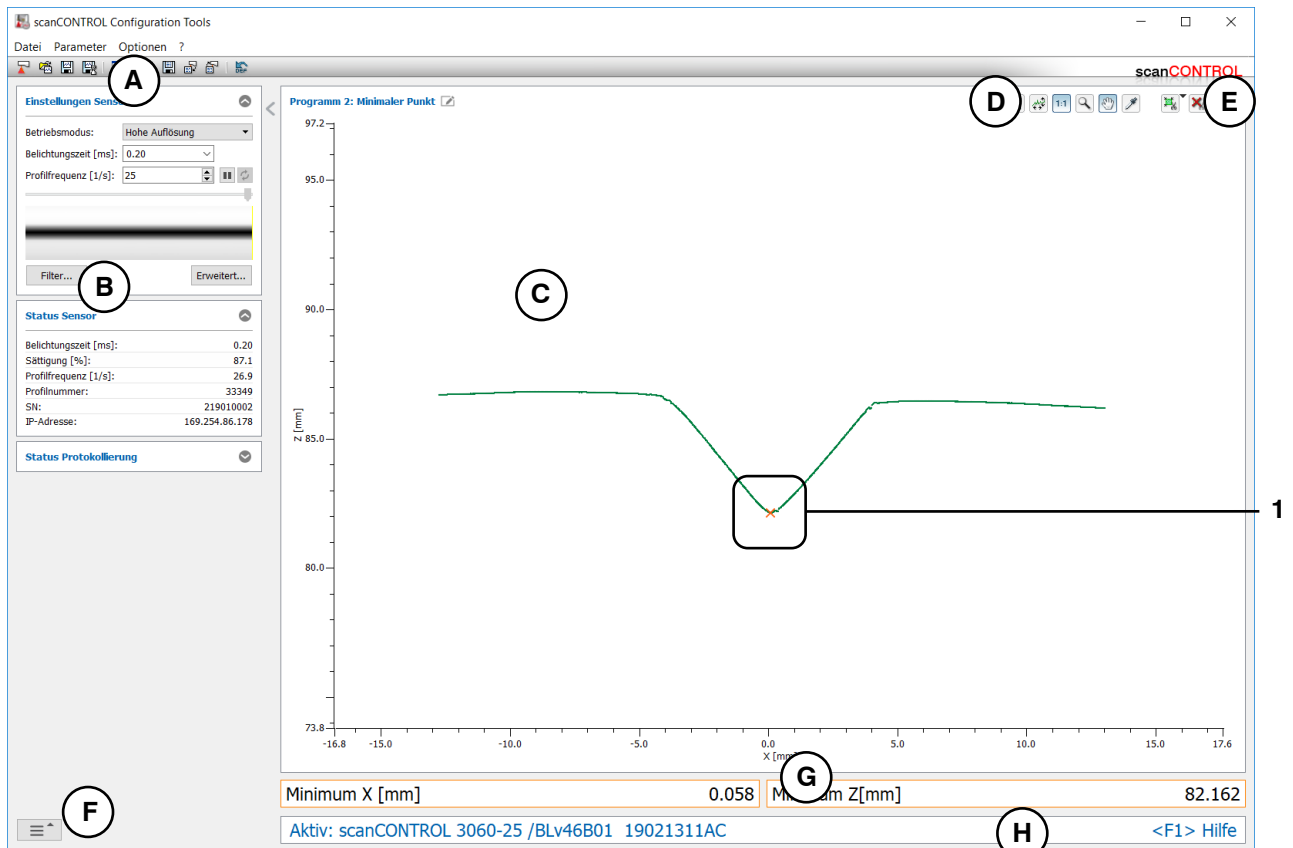 scanCONTROL Configuration Tools
Datei Parameter Optionen ?
scanCONTROL
A
D
E
Einstellungen
Betriebsmodus: Hohe Auflösung
Belichtungszeit [ms]: 0.20
Profilfrequenz [1/s]: 25
Filter...
Erweitert...
B
Status Sensor
Belichtungszeit [ms]: 0.20
Sättigung [%]: 87.1
Profilfrequenz [1/s]: 26.9
Profilnummer: 33349
SN: 219010002
IP-Adresse: 169.254.86.178
Status Protokollierung
F
Programm 2: Minimaler Punkt
1:1
97.2
95.0
90.0
85.0
80.0
73.8
Z [mm]
C
1
-16.8 -15.0 -10.0 -5.0 0.0 5.0 10.0 15.0 17.6
X
G
Minimum X [mm] 0.058
Z[mm] 82.162
Aktiv: scanCONTROL 3060-25 /BLv46B01 19021311AC
H
<F1> Hilfe